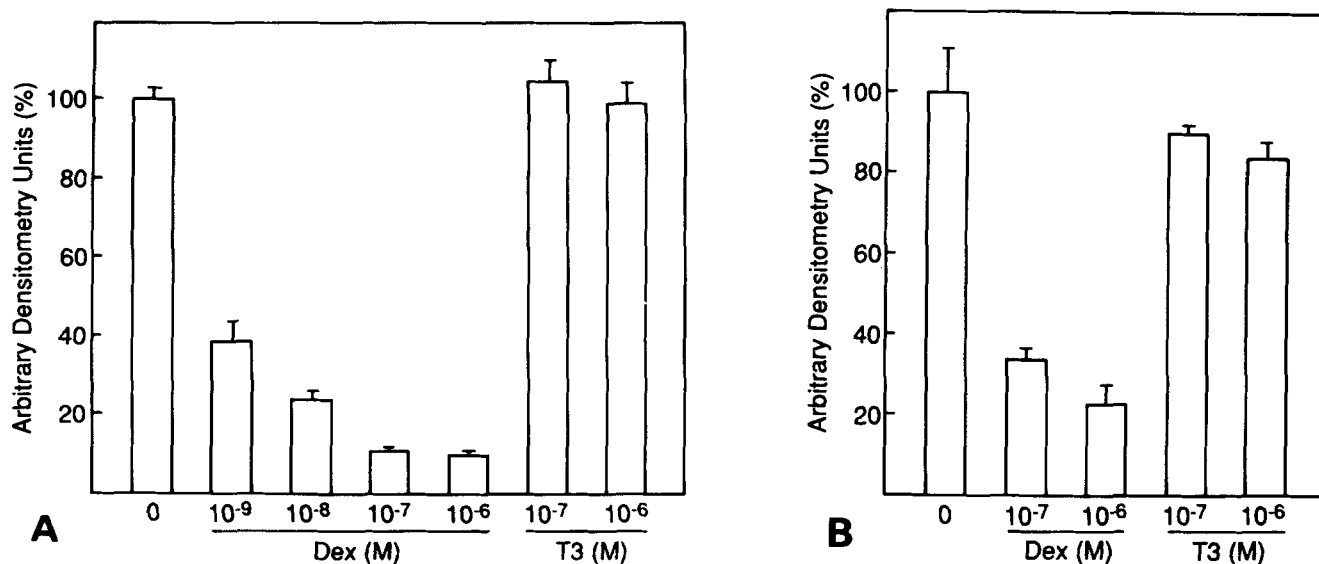 Arbitrary Densitometry Units (%)
100
80
60
40
20
0 10-9 10-8 10-7 10-6 10-7 10-6
Dex (M) T3 (M)
A
Arbitrary Densitometry Units (%)
100
80
60
40
20
0 10-7 10-6 10-7 10-6
Dex (M) T3 (M)
B